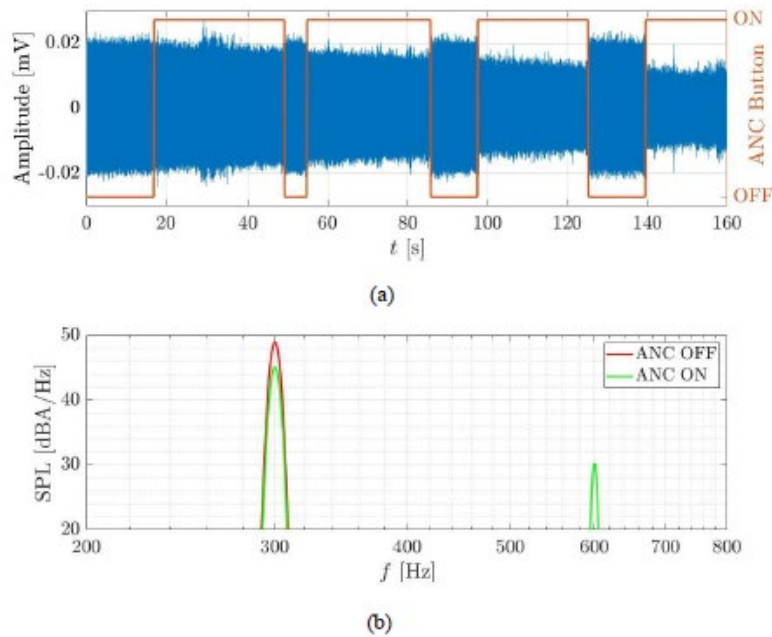 0.02
0
-0.02
Amplitude [mV]
ON
OFF
ANC Button
0 20 40 60 80 100 120 140 160
t [s]
(a)
50
40
30
20
SPL [dBA/Hz]
ANC OFF
ANC ON
200 300 400 500 600 700 800
f [Hz]
(b)